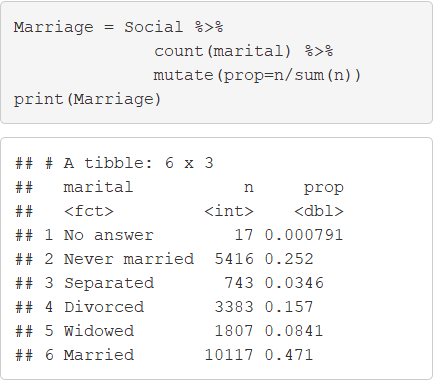 Marriage = Social %>%
              count(marital) %>%
              mutate(prop=n/sum(n))
print(Marriage)
## # A tibble: 6 x 3
##   marital           n     prop
##   <fct>         <int>    <dbl>
## 1 No answer        17 0.000791
## 2 Never married  5416 0.252
## 3 Separated       743 0.0346
## 4 Divorced       3383 0.157
## 5 Widowed        1807 0.0841
## 6 Married       10117 0.471